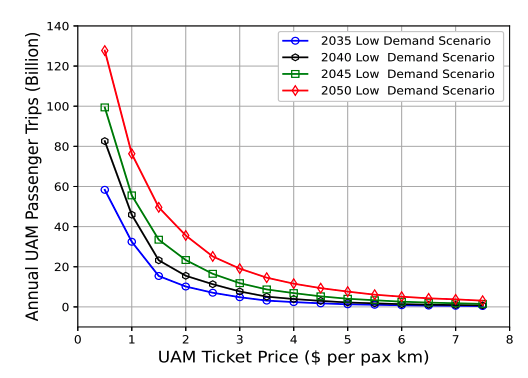 140
120
100
80
60
40
20
0
Annual UAM Passenger Trips (Billion)
2035 Low Demand Scenario
2040 Low  Demand Scenario
2045 Low  Demand Scenario
2050 Low  Demand Scenario
0 1 2 3 4 5 6 7 8
UAM Ticket Price ($ per pax km)